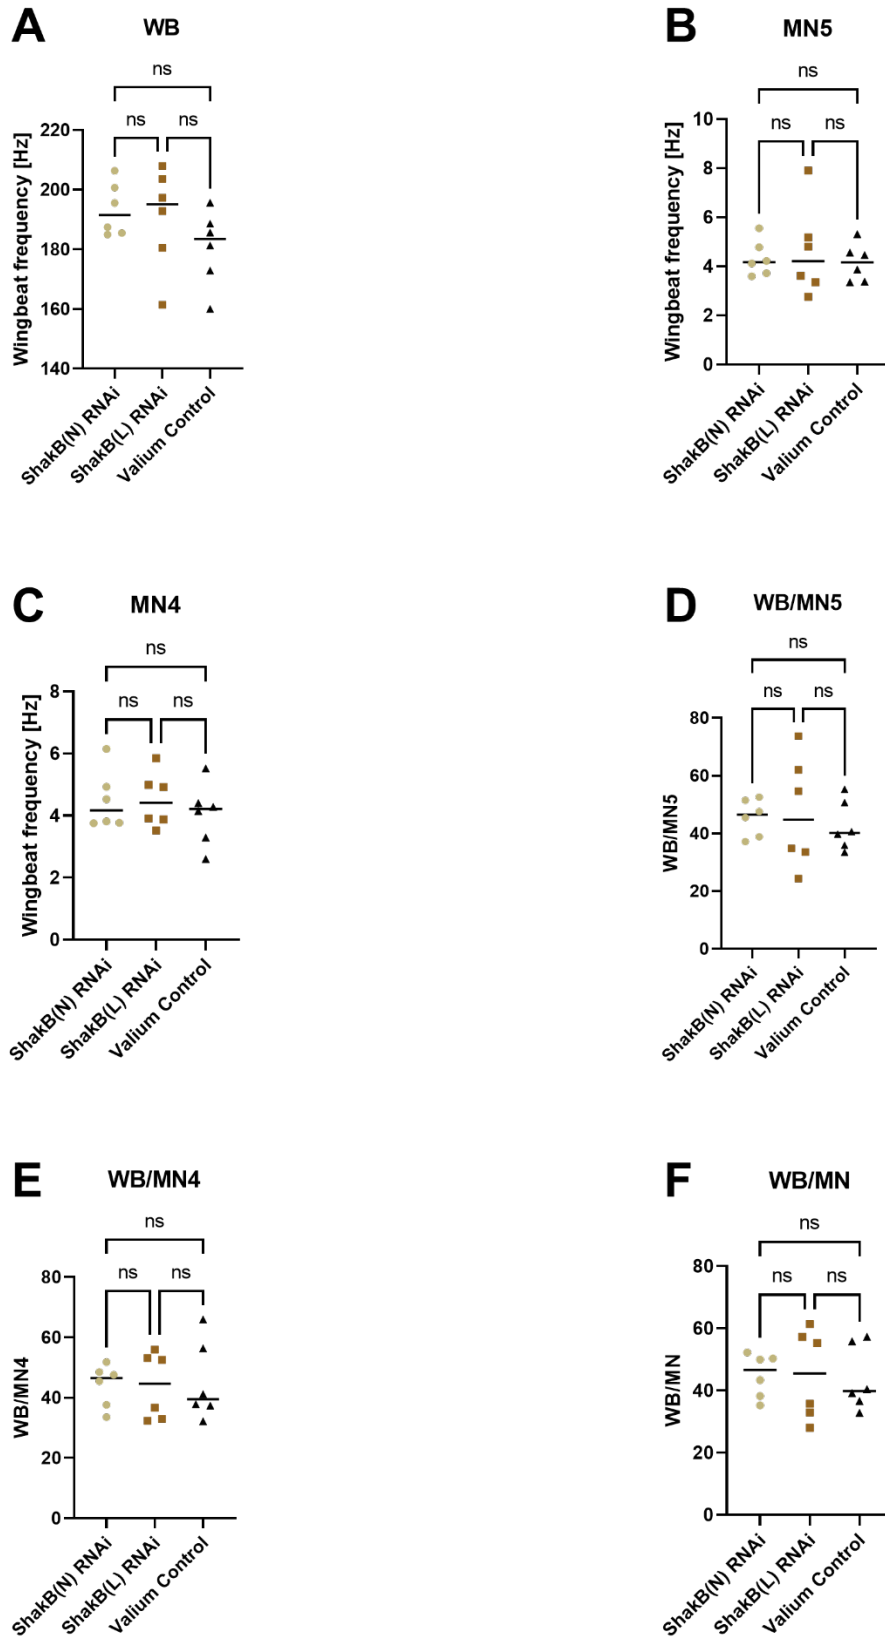 A
WB
ns
ns
ns
Wingbeat frequency [Hz]
220
200
180
160
140
ShakB(N) RNAi
ShakB(L) RNAi
Valium Control
B
MN5
ns
ns
ns
Wingbeat frequency [Hz]
10
8
6
4
2
0
ShakB(N) RNAi
ShakB(L) RNAi
Valium Control
C
MN4
ns
ns
ns
Wingbeat frequency [Hz]
8
6
4
2
0
ShakB(N) RNAi
ShakB(L) RNAi
Valium Control
D
WB/MN5
ns
ns
ns
WB/MN5
80
60
40
20
0
ShakB(N) RNAi
ShakB(L) RNAi
Valium Control
E
WB/MN4
ns
ns
ns
WB/MN4
80
60
40
20
0
ShakB(N) RNAi
ShakB(L) RNAi
Valium Control
F
WB/MN
ns
ns
ns
WB/MN
80
60
40
20
0
ShakB(N) RNAi
ShakB(L) RNAi
Valium Control